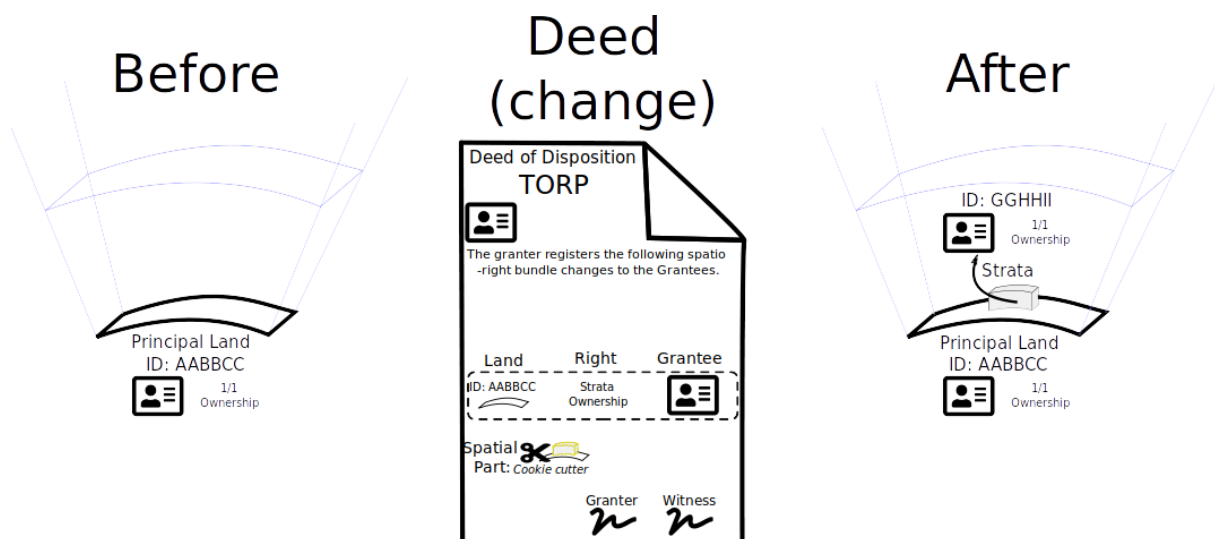 Before
Principal Land
ID: AABBCC
1/1
Ownership
Deed
(change)
Deed of Disposition
TORP
The granter registers the following spatio
-right bundle changes to the Grantees.
Land Right Grantee
ID: AABBCC
Strata
Ownership
Spatial
Part: Cookie cutter
Granter Witness
After
ID: GGHHII
1/1
Ownership
Strata
Principal Land
ID: AABBCC
1/1
Ownership